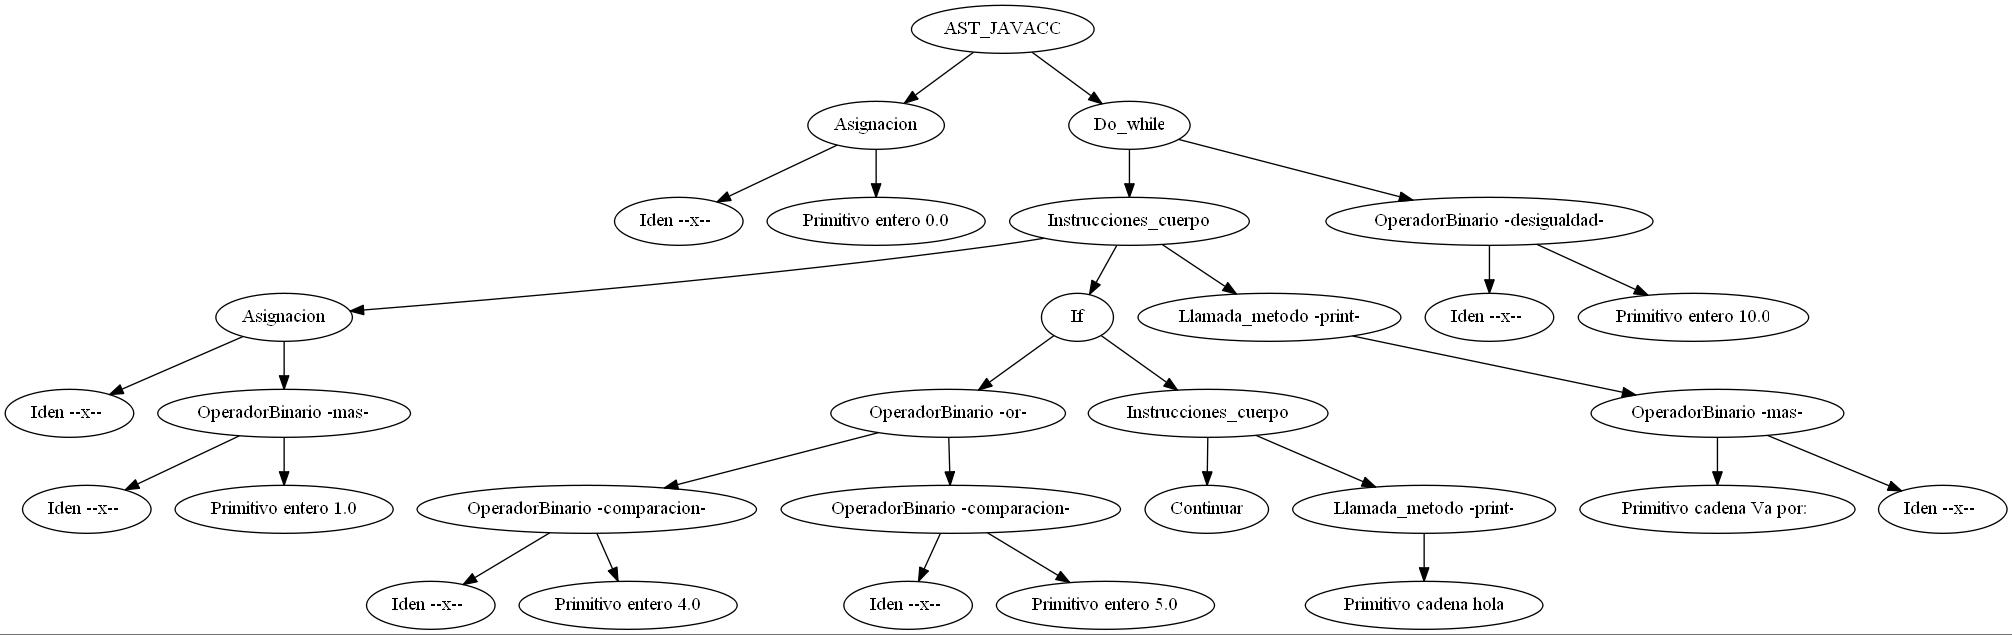 AST_JAVACC
Asignacion
Do_while
Iden --x--
Primitivo entero 0.0
Instrucciones_cuerpo
OperadorBinario -desigualdad-
Asignacion
If
Llamada_metodo -print-
Iden --x--
Primitivo entero 10.0
Iden --x--
OperadorBinario -mas-
OperadorBinario -or-
Instrucciones_cuerpo
OperadorBinario -mas-
Iden --x--
Primitivo entero 1.0
OperadorBinario -comparacion-
OperadorBinario -comparacion-
Continuar
Llamada_metodo -print-
Primitivo cadena Va por:
Iden --x--
Iden --x--
Primitivo entero 4.0
Iden --x--
Primitivo entero 5.0
Primitivo cadena hola